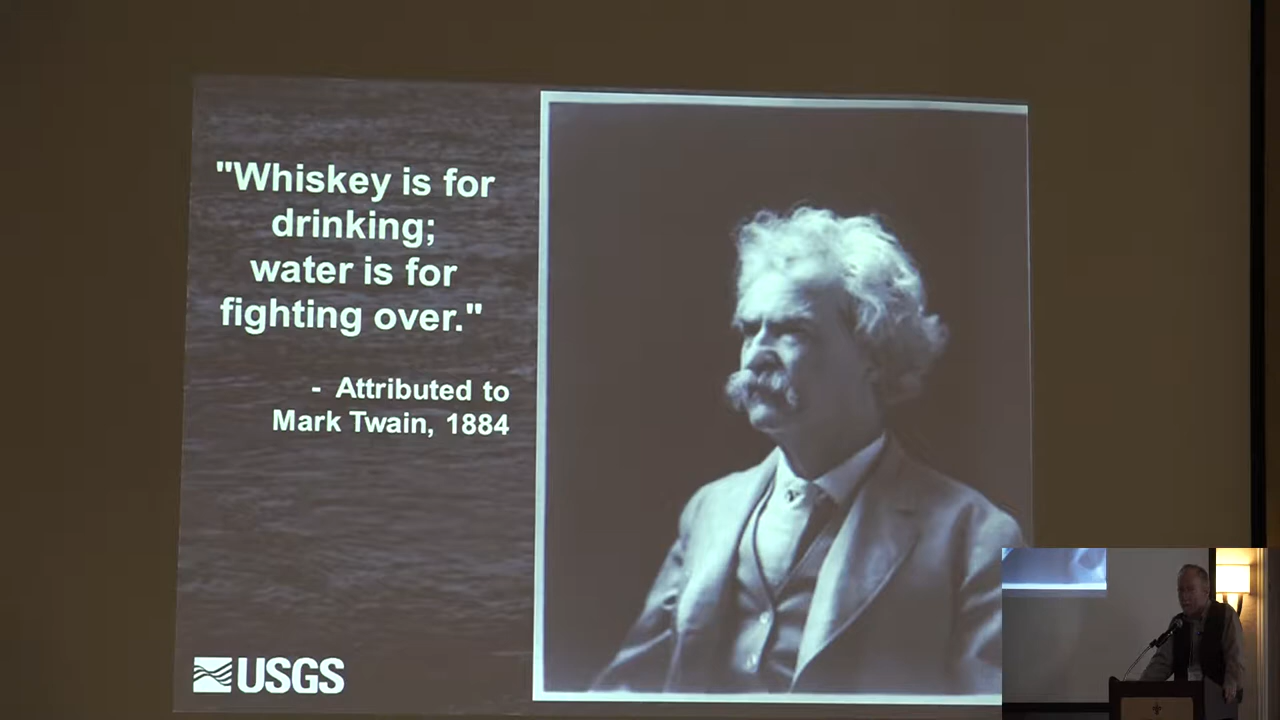 "Whiskey is for
drinking;
water is for
fighting over."
- Attributed to
Mark Twain, 1884
USGS